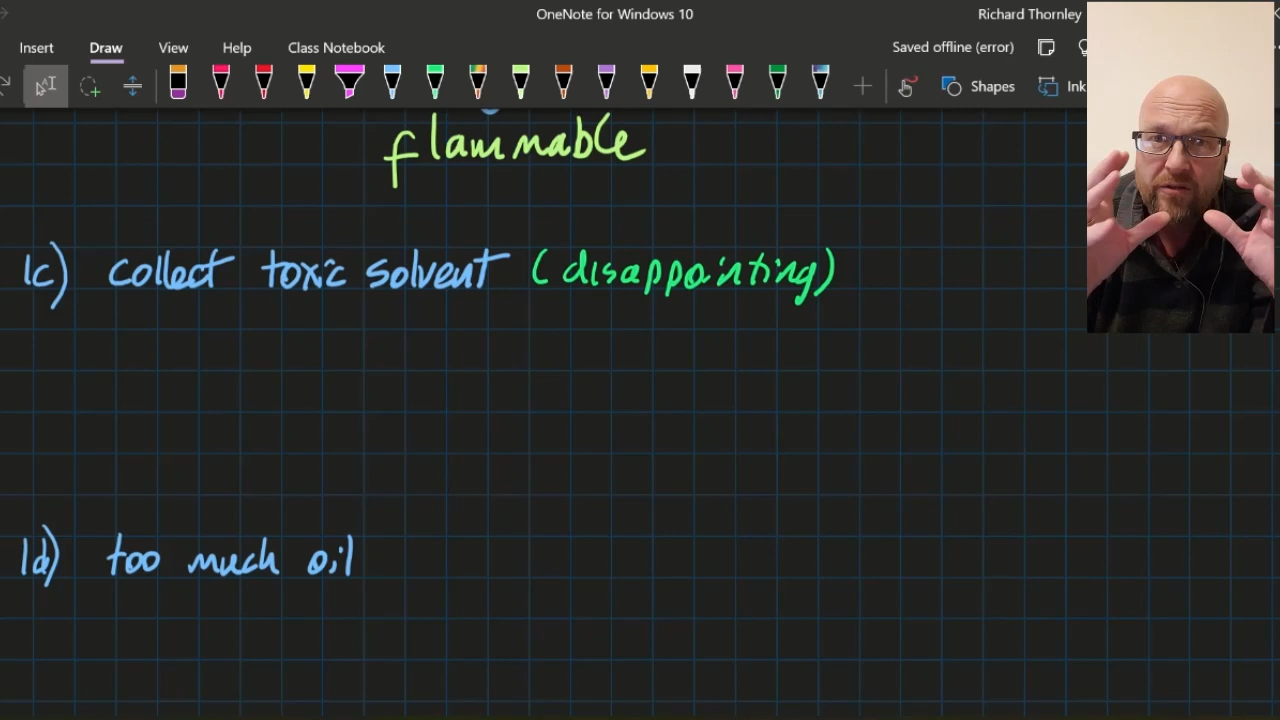 OneNote for Windows 10
Richard Thornley
Insert Draw View Help Class Notebook
Saved offline (error)
Shapes
Ink
flammable
1c) collect toxic solvent (disappointing)
1d) too much oil